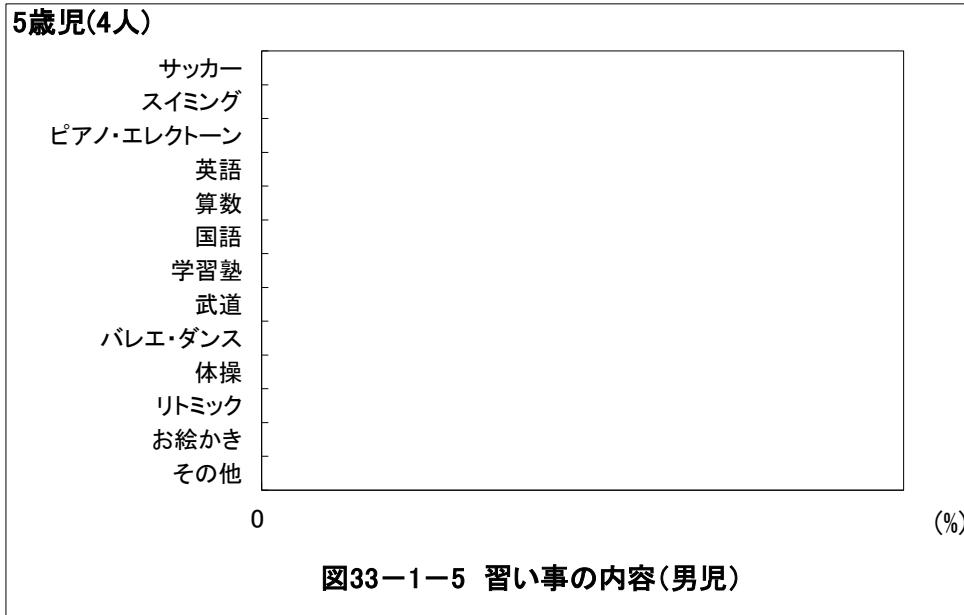 5歳児(4人)
サッカー
スイミング
ピアノ・エレクトーン
英語
算数
国語
学習塾
武道
バレエ・ダンス
体操
リトミック
お絵かき
その他
0
(%)
図33－1－5 習い事の内容(男児)